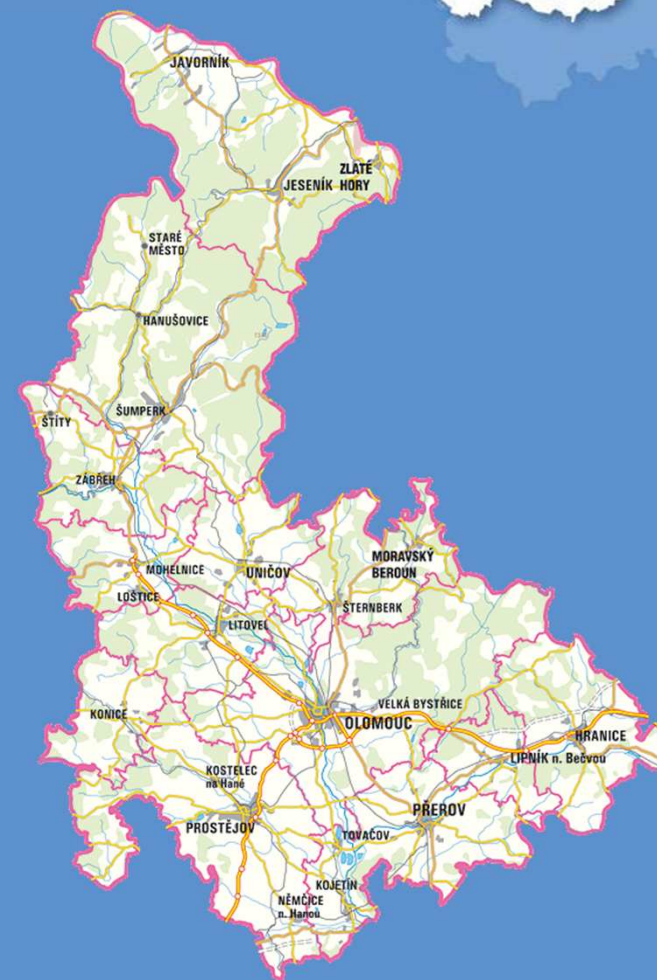 JAVORNÍK
ZLATÉ
HORY
JESENÍK
STARÉ
MĚSTO
HANUŠOVICE
ŠUMPERK
ŠTÍTY
ZÁBŘEH
MOHELNICE
UNIČOV
MORAVSKÝ
BEROUN
LOŠTICE
ŠTERNBERK
LITOVEL
VELKÁ BYSTŘICE
KONICE
OLOMOUC
HRANICE
LIPNÍK n. Bečvou
KOSTELEC
na Hané
PŘEROV
PROSTĚJOV
TOVAČOV
KOJETÍN
NĚMČICE
n. Hanou